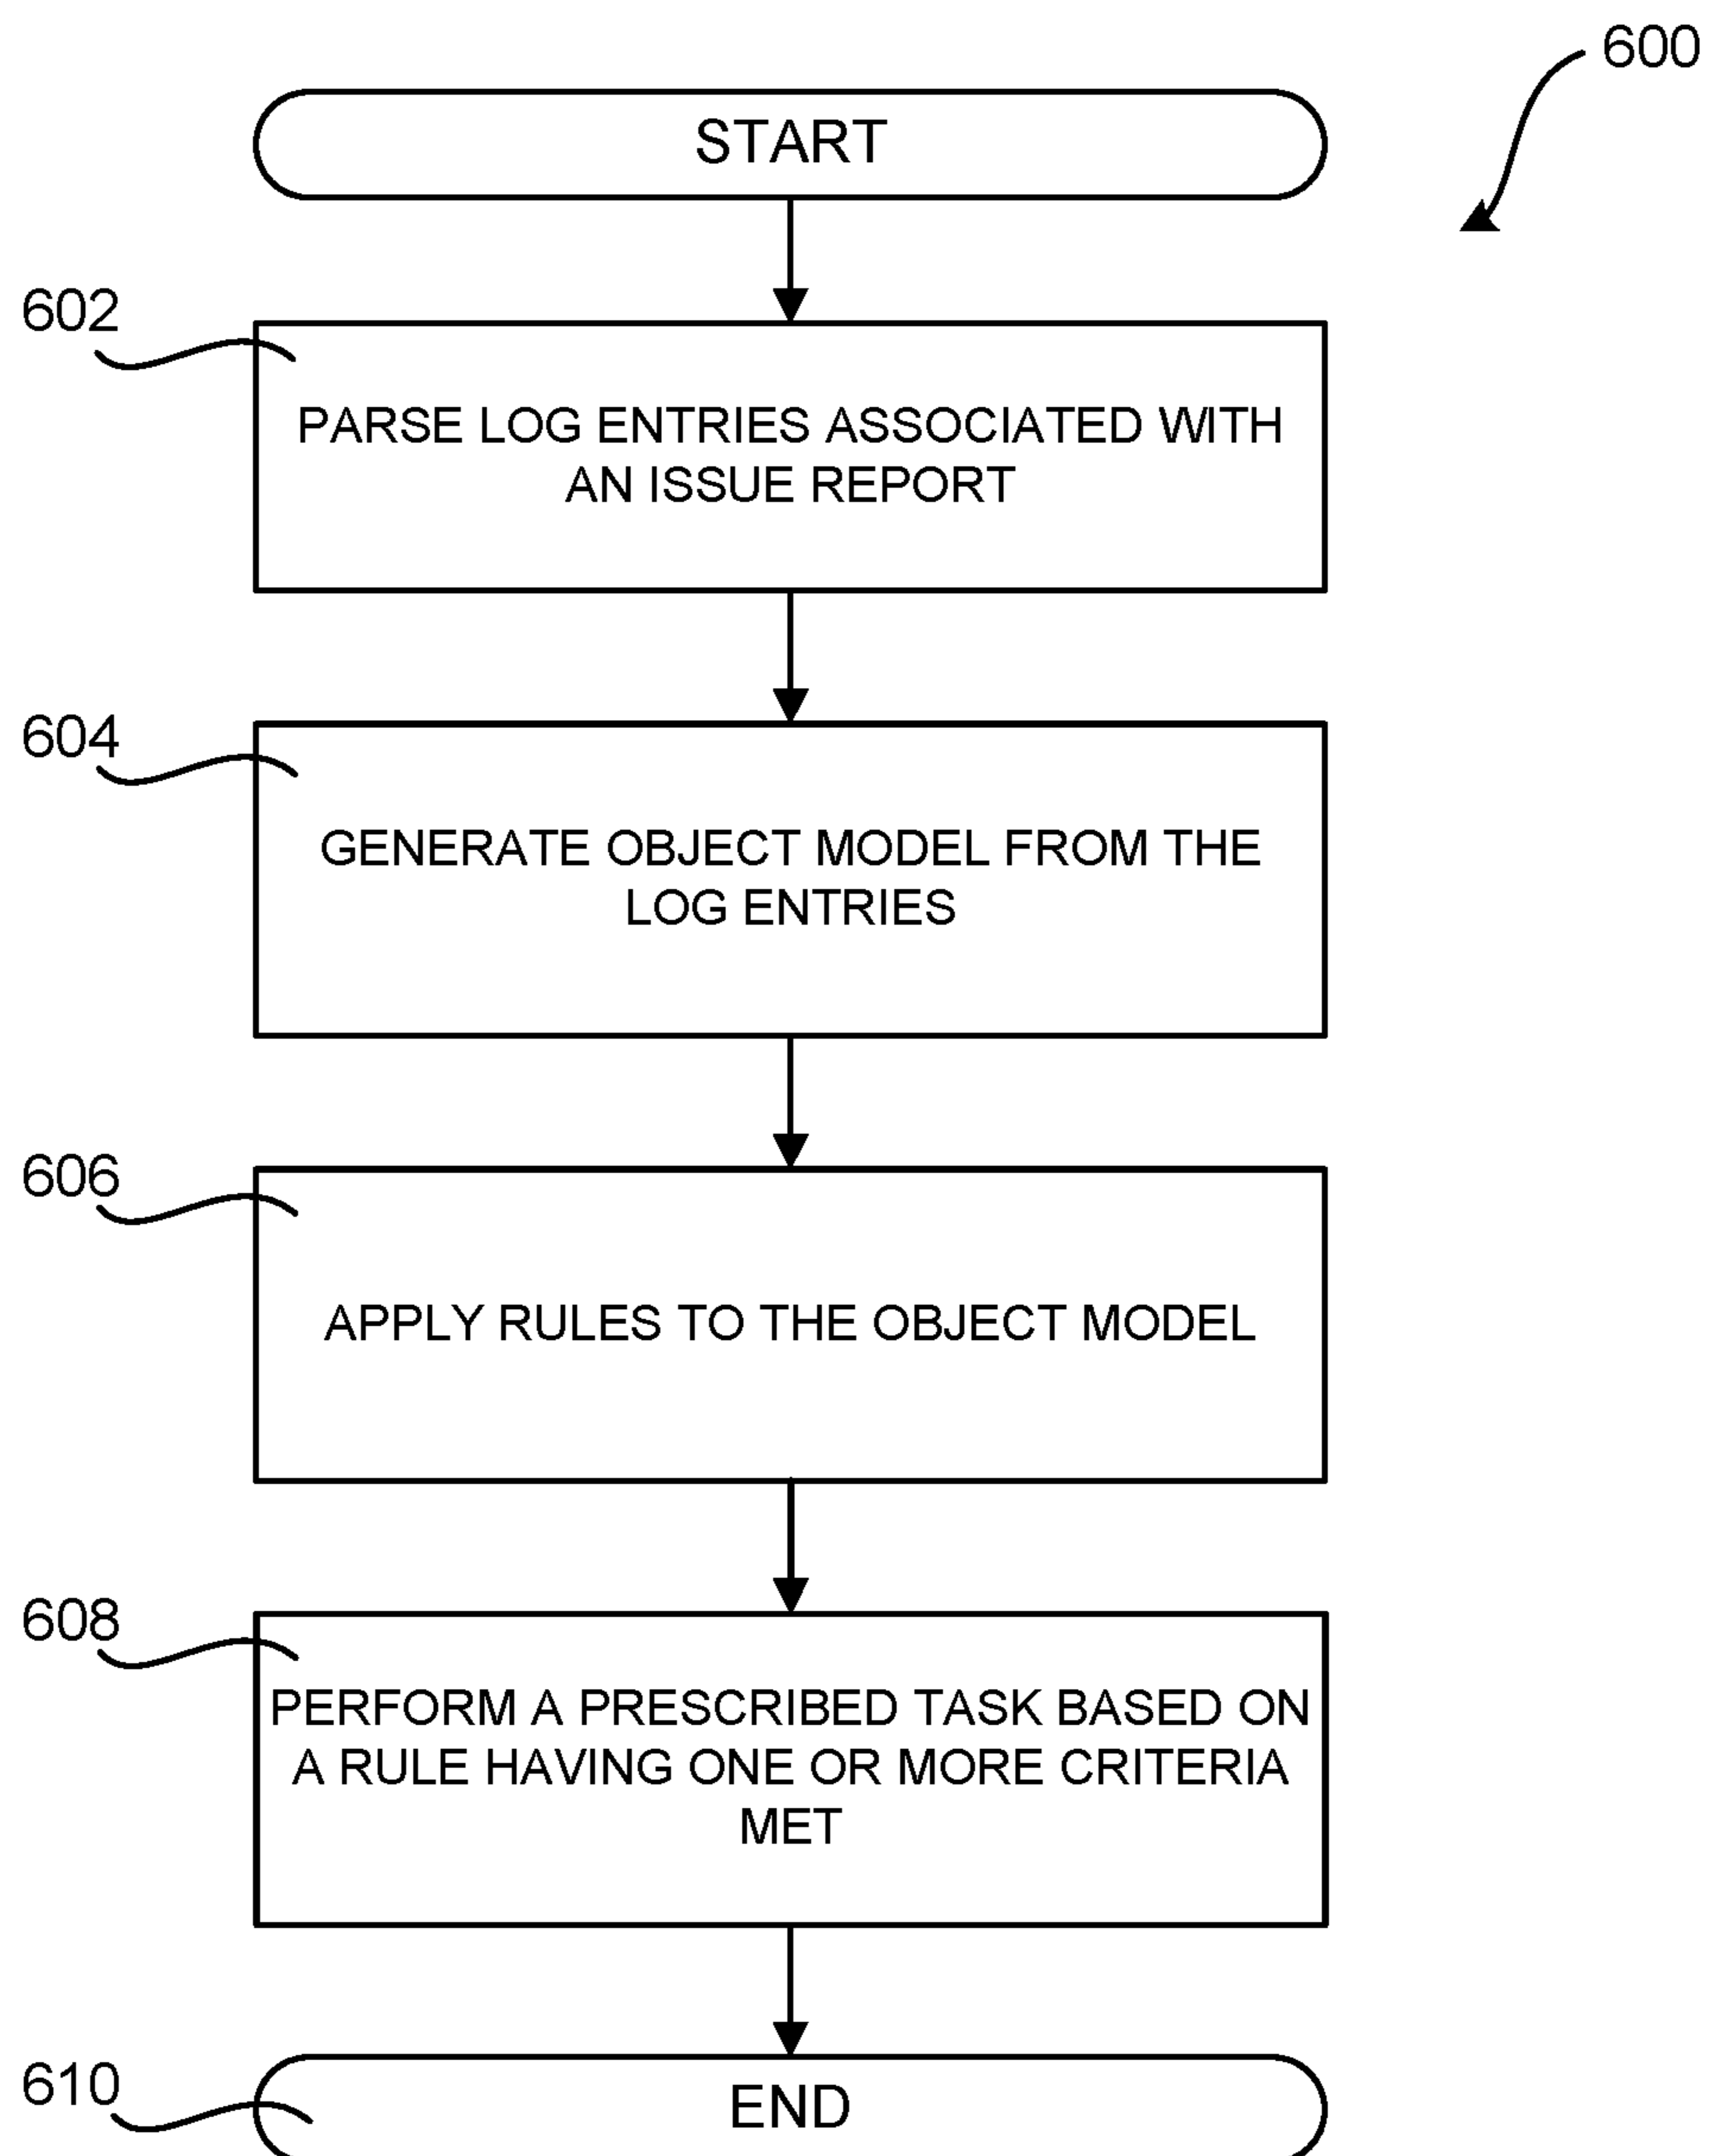 600
START
602
PARSE LOG ENTRIES ASSOCIATED WITH
AN ISSUE REPORT
604
GENERATE OBJECT MODEL FROM THE
LOG ENTRIES
606
APPLY RULES TO THE OBJECT MODEL
608
PERFORM A PRESCRIBED TASK BASED ON
A RULE HAVING ONE OR MORE CRITERIA
MET
610
END